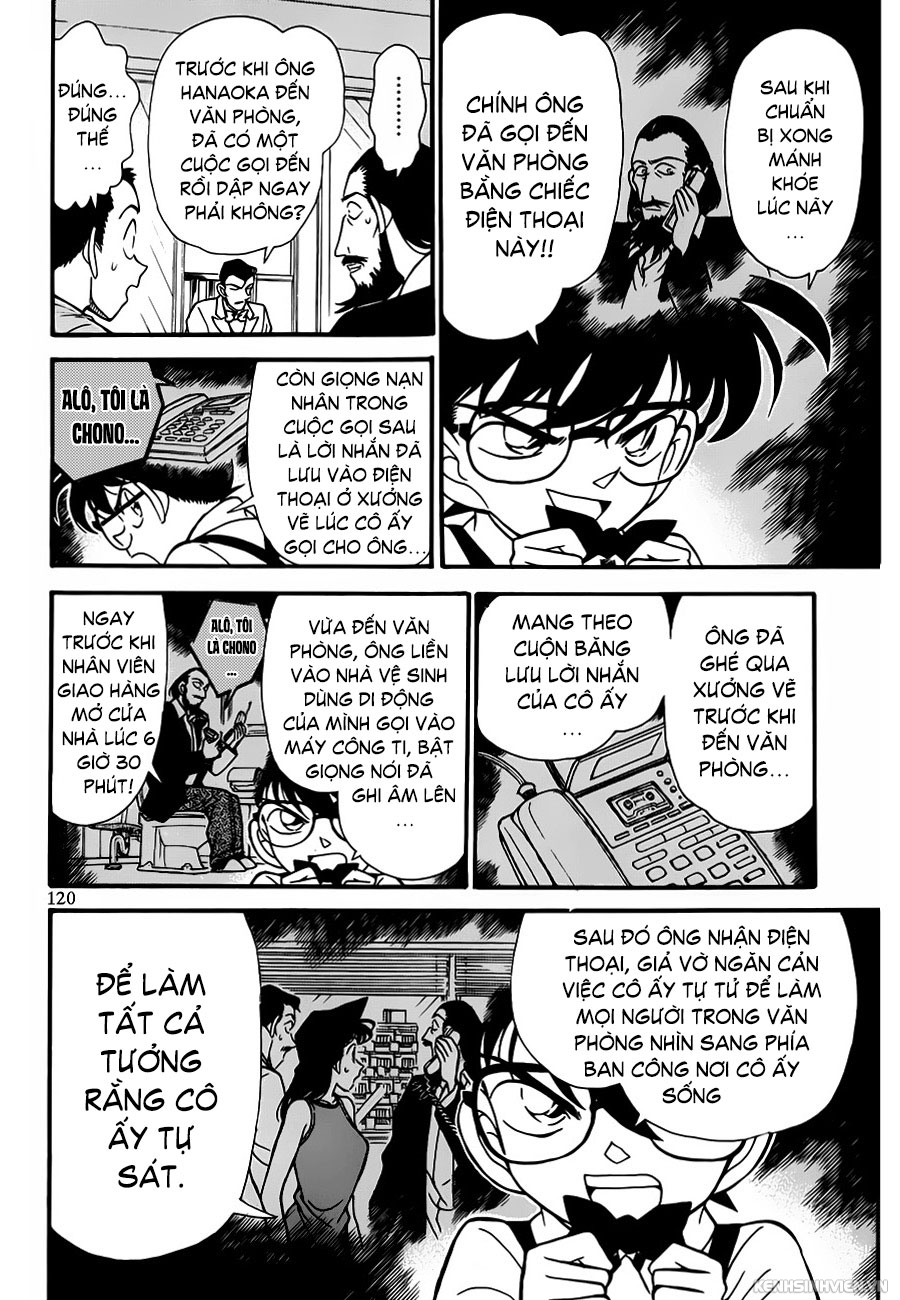 SAU KHI
CHUẨN
BỊ XONG
MÁNH
KHÓE
LÚC NÀY
...
CHÍNH ÔNG
ĐÃ GỌI ĐẾN
VĂN PHÒNG
BẰNG CHIẾC
ĐIỆN THOẠI
NÀY!!
.........
TRƯỚC KHI ÔNG
HANAOKA ĐẾN
VĂN PHÒNG,
ĐÃ CÓ MỘT
CUỘC GỌI ĐẾN
RỒI DẬP NGAY
PHẢI KHÔNG?
ĐÚNG...
ĐÚNG
THẾ
...
CÒN GIỌNG NẠN
NHÂN TRONG
CUỘC GỌI SAU
LÀ LỜI NHẮN ĐÃ
LƯU VÀO ĐIỆN
THOẠI Ở XƯỞNG
VẼ LÚC CÔ ẤY
GỌI CHO ÔNG...
ALÔ, TÔI LÀ
CHONO...
ÔNG ĐÃ
GHÉ QUA
XƯỞNG VẼ
TRƯỚC KHI
ĐẾN VĂN
PHÒNG...
MANG THEO
CUỘN BĂNG
LƯU LỜI NHẮN
CỦA CÔ ẤY
...
VỪA ĐẾN VĂN
PHÒNG, ÔNG LIỀN
VÀO NHÀ VỆ SINH
DÙNG DI ĐỘNG
CỦA MÌNH GỌI VÀO
MÁY CÔNG TI, BẬT
GIỌNG NÓI ĐÃ
GHI ÂM LÊN
...
ALÔ, TÔI
LÀ CHONO
...
NGAY
TRƯỚC KHI
NHÂN VIÊN
GIAO HÀNG
MỞ CỬA
NHÀ LÚC 6
GIỜ 30
PHÚT!
120
SAU ĐÓ ÔNG NHẬN ĐIỆN
THOẠI, GIẢ VỜ NGĂN CẢN
VIỆC CÔ ẤY TỰ TỬ ĐỂ LÀM
MỌI NGƯỜI TRONG VĂN
PHÒNG NHÌN SANG PHÍA
BAN CÔNG NƠI CÔ ẤY
SỐNG
ĐỂ LÀM
TẤT CẢ
TƯỞNG
RẰNG CÔ
ẤY TỰ
SÁT.
KENHSINHVIEN.VN